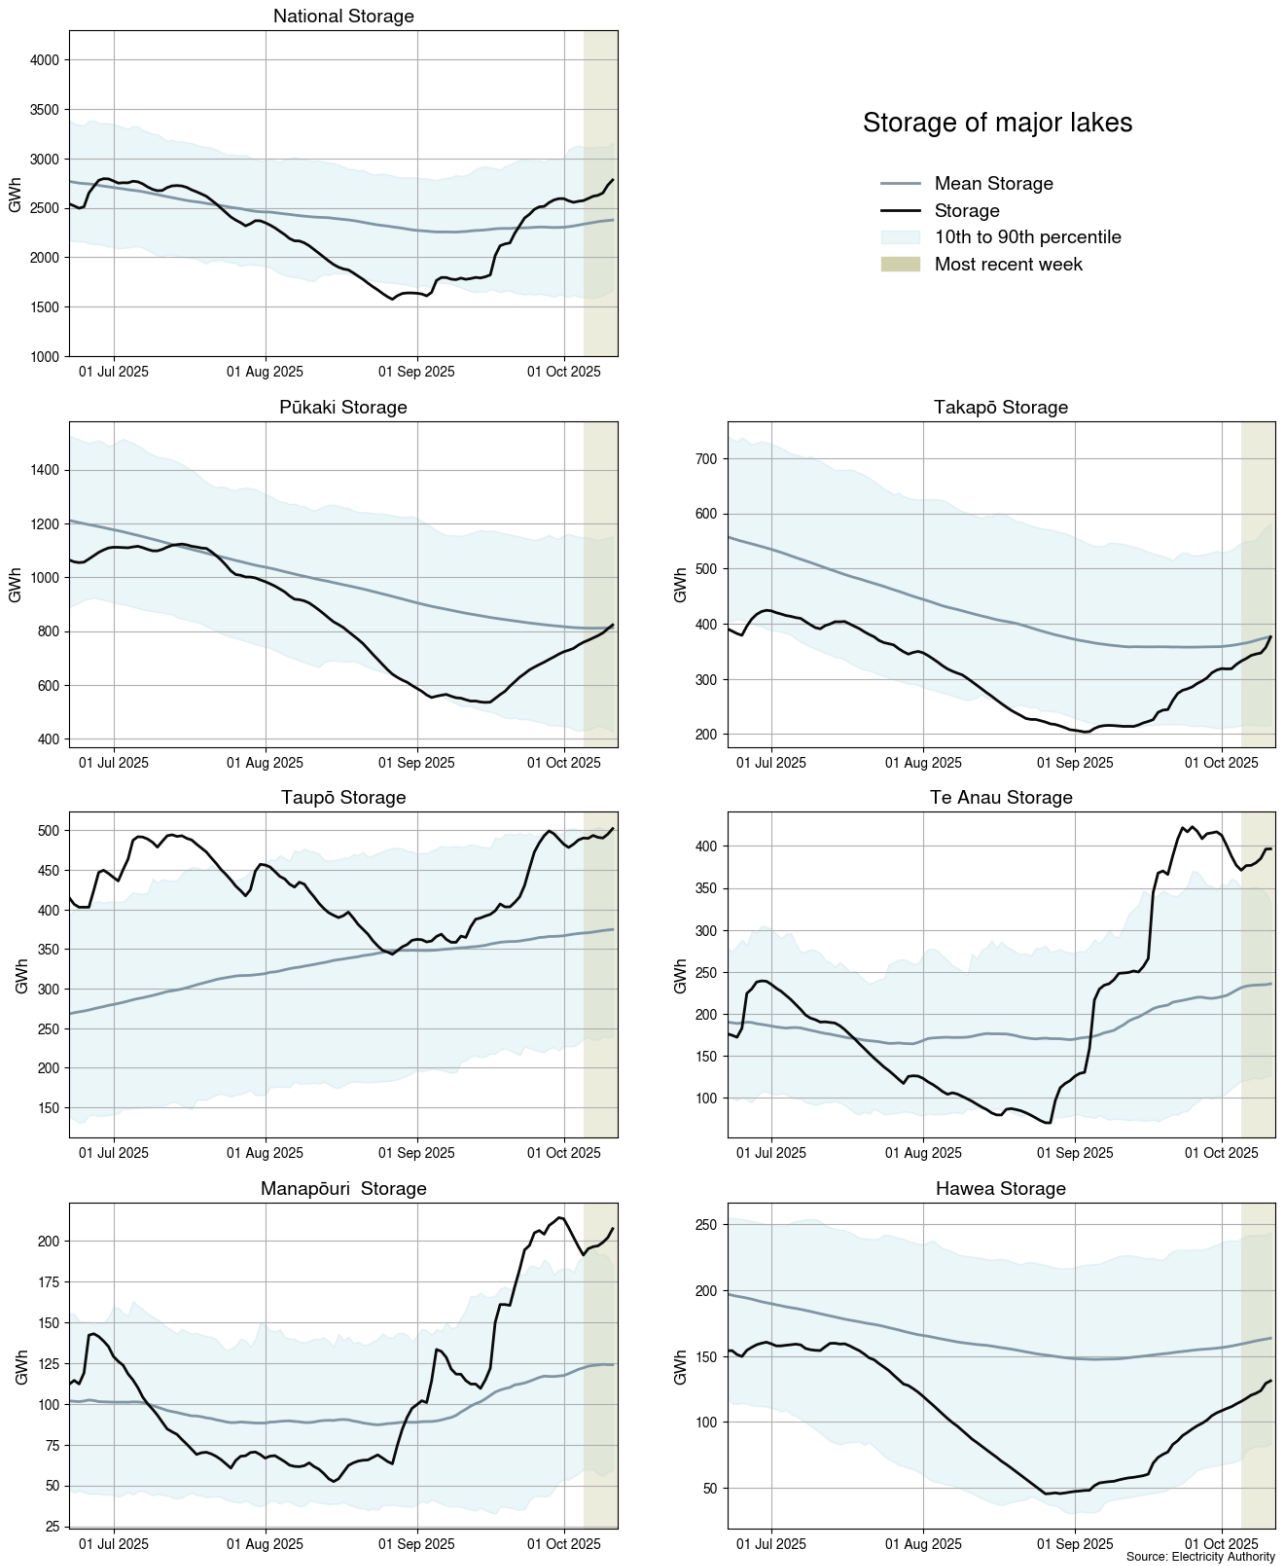 National Storage
GWh
4000
3500
3000
2500
2000
1500
1000
01 Jul 2025 01 Aug 2025 01 Sep 2025 01 Oct 2025
Storage of major lakes
Mean Storage
Storage
10th to 90th percentile
Most recent week
Pūkaki Storage
GWh
1400
1200
1000
800
600
400
01 Jul 2025 01 Aug 2025 01 Sep 2025 01 Oct 2025
Takapō Storage
GWh
700
600
500
400
300
200
01 Jul 2025 01 Aug 2025 01 Sep 2025 01 Oct 2025
Taupō Storage
GWh
500
450
400
350
300
250
200
150
01 Jul 2025 01 Aug 2025 01 Sep 2025 01 Oct 2025
Te Anau Storage
GWh
400
350
300
250
200
150
100
01 Jul 2025 01 Aug 2025 01 Sep 2025 01 Oct 2025
Manapōuri  Storage
GWh
200
175
150
125
100
75
50
25
01 Jul 2025 01 Aug 2025 01 Sep 2025 01 Oct 2025
Hawea Storage
GWh
250
200
150
100
50
01 Jul 2025 01 Aug 2025 01 Sep 2025 01 Oct 2025
Source: Electricity Authority